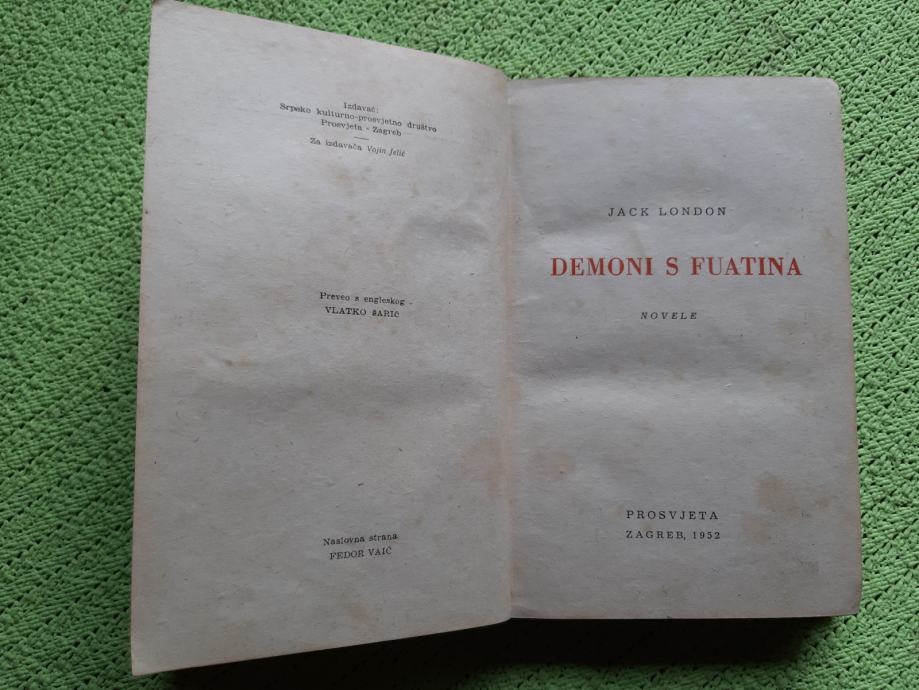 Izdavač:
Srpsko kulturno-prosvjetno društvo
Prosvjeta - Zagreb
Za izdavača Vojin Jelić
Preveo s engleskog
VLATKO ŠARIĆ
Naslovna strana
FEDOR VAIĆ
JACK LONDON
DEMONI S FUATINA
NOVELE
PROSVJETA
ZAGREB, 1952